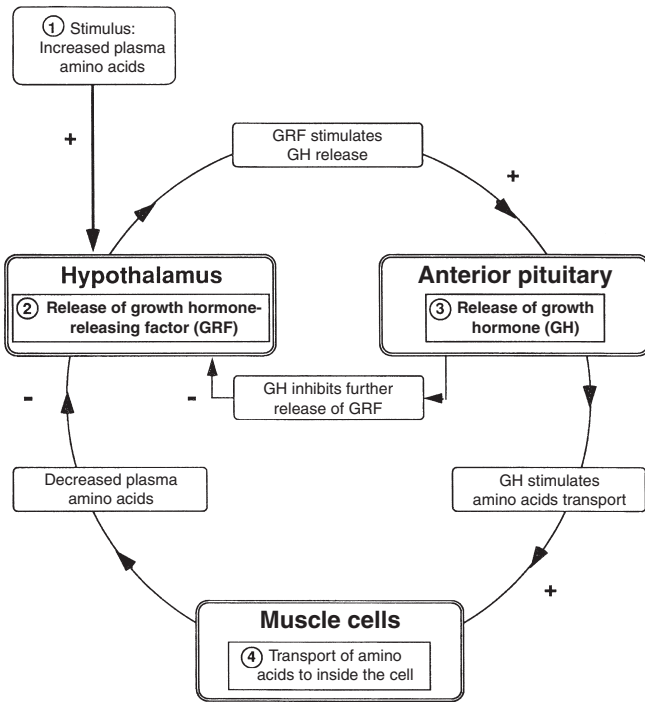 1 Stimulus:
Increased plasma
amino acids
+
GRF stimulates
GH release
+
Hypothalamus
2 Release of growth hormone-
releasing factor (GRF)
Anterior pituitary
3 Release of growth
hormone (GH)
-
-
GH inhibits further
release of GRF
Decreased plasma
amino acids
GH stimulates
amino acids transport
+
Muscle cells
4 Transport of amino
acids to inside the cell